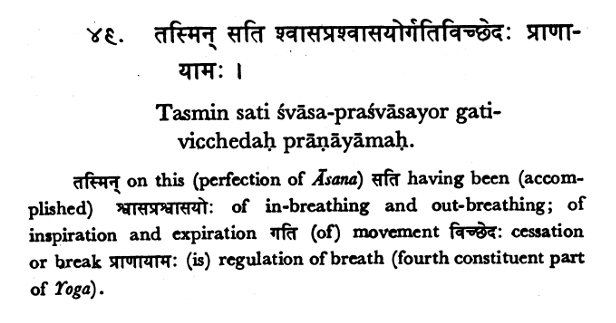 ४९. तस्मिन् सति श्वासप्रश्वासयोर्गतिविच्छेदः प्राणा-
यामः ।
Tasmin sati śvāsa-praśvāsayor gati-
vicchedaḥ prāṇāyāmaḥ.
तस्मिन् on this (perfection of Āsana) सति having been (accom-
plished) श्वासप्रश्वासयोः of in-breathing and out-breathing; of
inspiration and expiration गति (of) movement विच्छेदः cessation
or break प्राणायामः (is) regulation of breath (fourth constituent part
of Yoga).